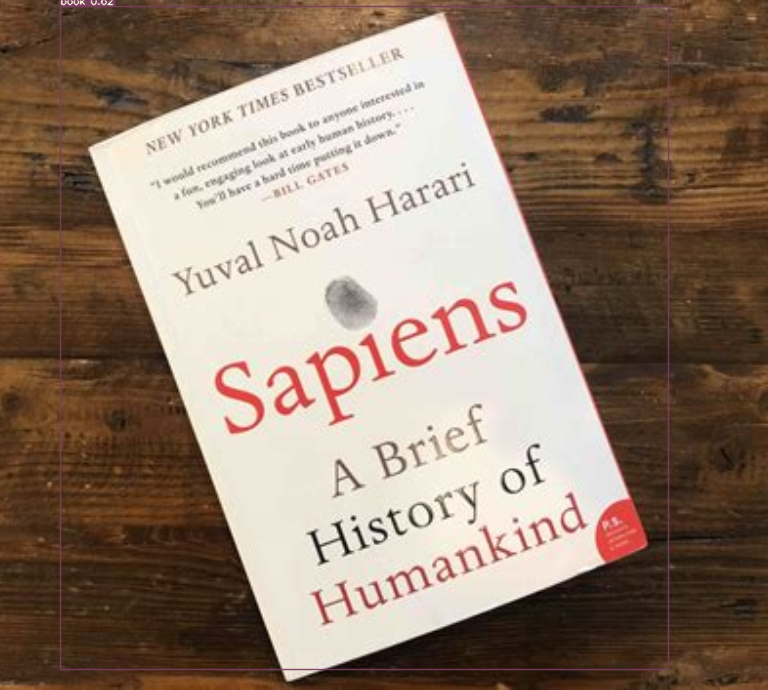 book 0.62
NEW YORK TIMES BESTSELLER
"I would recommend this book to anyone interested in
a fun, engaging look at early human history. . . .
You'll have a hard time putting it down."
—BILL GATES
Yuval Noah Harari
Sapiens
A Brief
History of
Humankind
P.S.